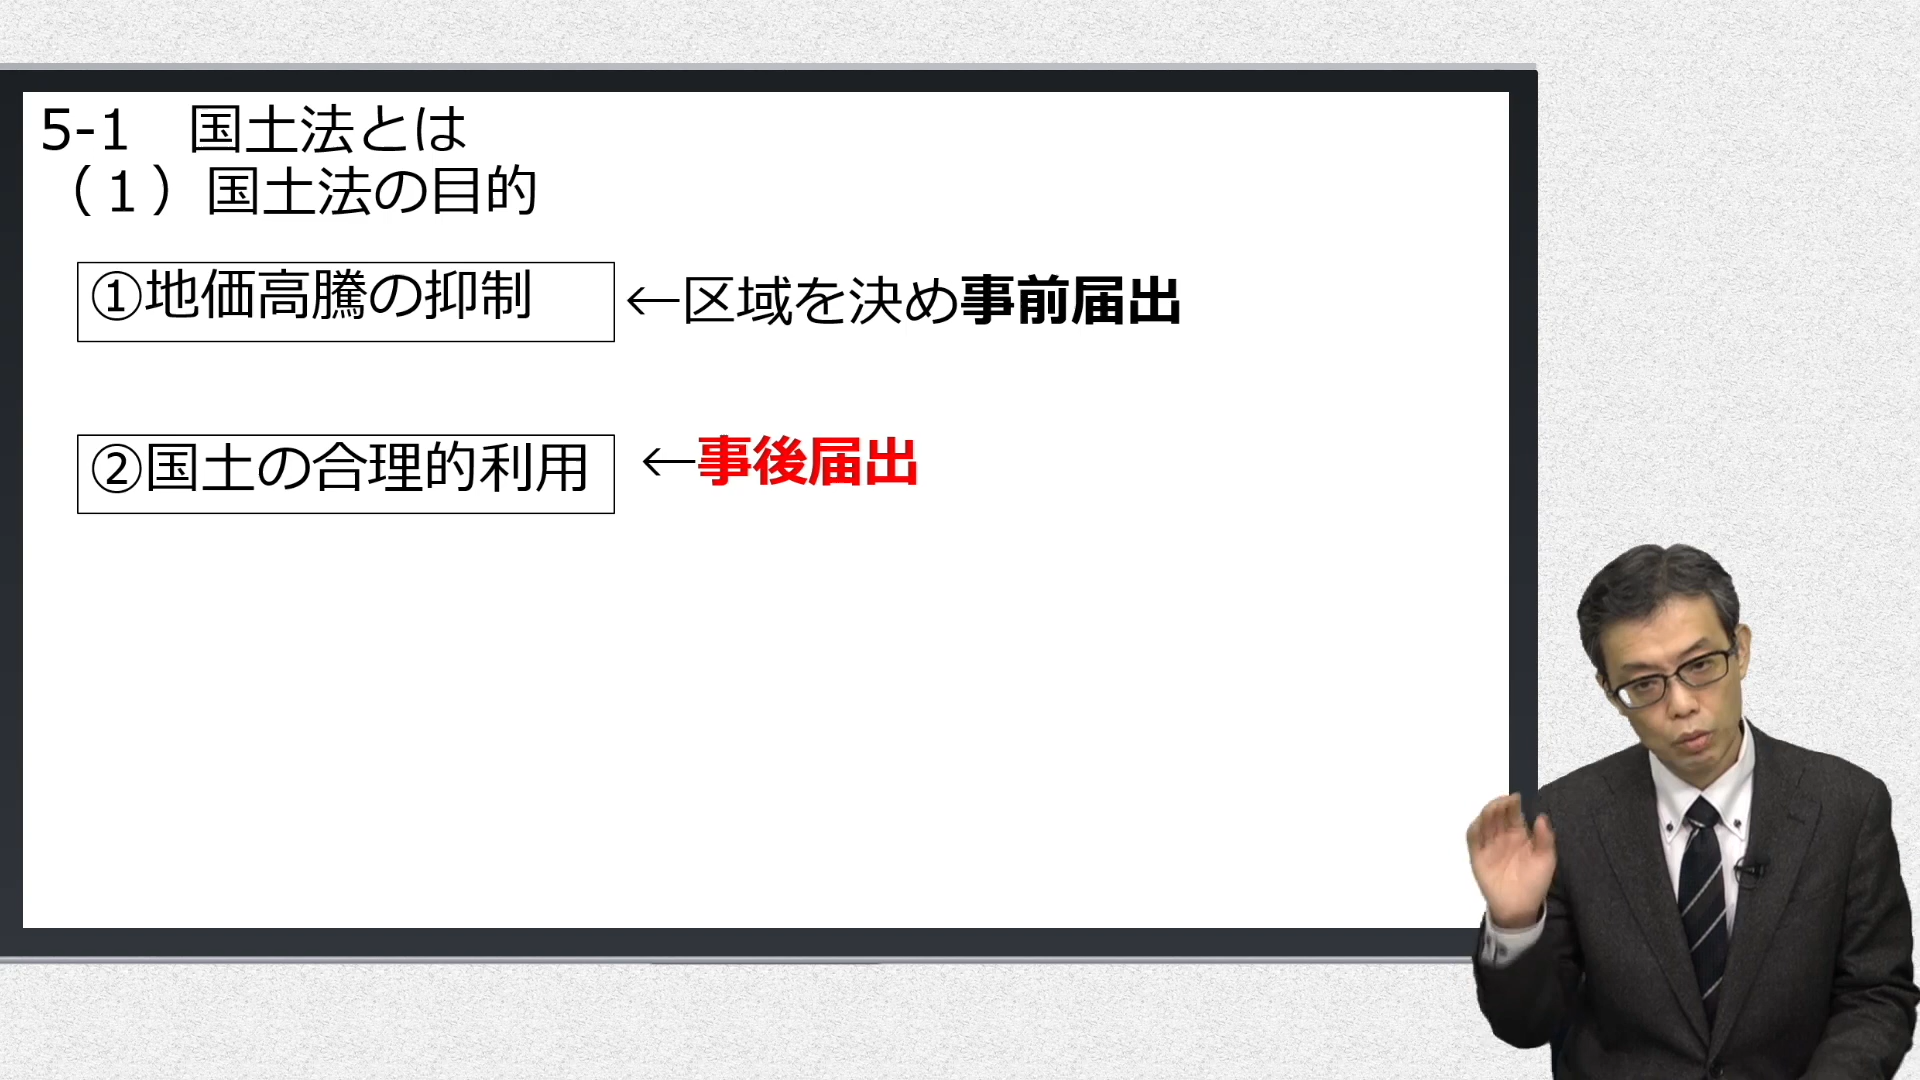 5-1　国土法とは
（１）国土法の目的
①地価高騰の抑制 ←区域を決め事前届出
②国土の合理的利用 ←事後届出